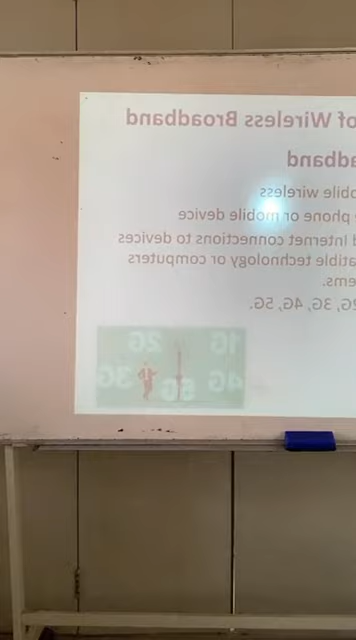 of Wireless Broadband
adband
obile wireless
phone or mobile device
d Internet connections to devices
atible technology or computers
ems.
2G, 3G, 4G, 5G.
1G 2G
4G 5G 3G